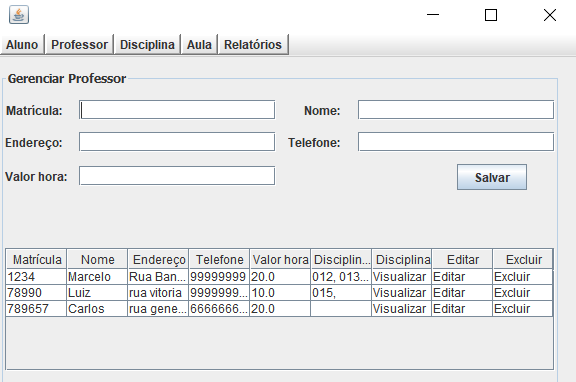 Aluno Professor Disciplina Aula Relatórios
Gerenciar Professor
Matrícula: Nome:
Endereço: Telefone:
Valor hora: Salvar
Matrícula Nome Endereço Telefone Valor hora Disciplin... Disciplina Editar Excluir
1234 Marcelo Rua Ban... 99999999 20.0 012, 013... Visualizar Editar Excluir
78990 Luiz rua vitoria 9999999... 10.0 015, Visualizar Editar Excluir
789657 Carlos rua gene... 6666666... 20.0 Visualizar Editar Excluir